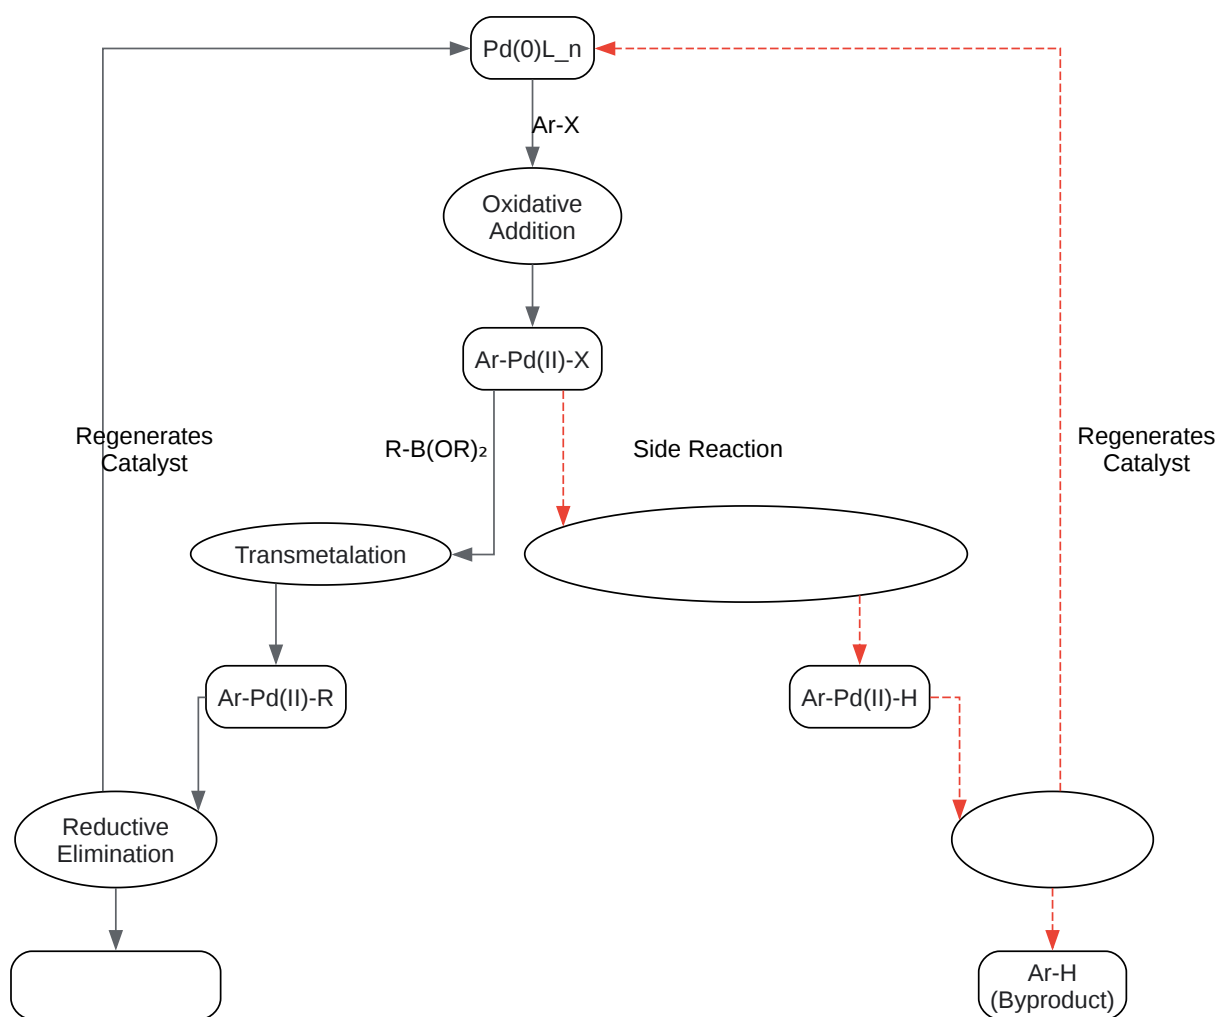 Pd(0)L_n
Ar-X
Oxidative
Addition
Ar-Pd(II)-X
Regenerates
Catalyst
R-B(OR)₂
Side Reaction
Regenerates
Catalyst
Transmetalation
Ar-Pd(II)-R
Ar-Pd(II)-H
Reductive
Elimination
Ar-H
(Byproduct)